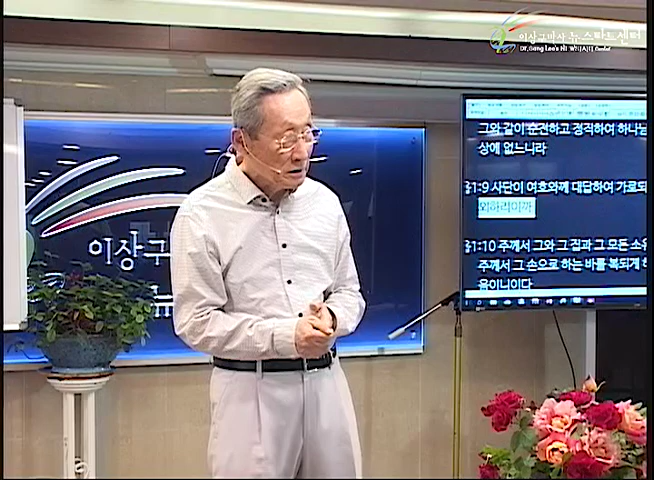 이상구박사 뉴·스타트센터
Dr. Sang Lee's NEWSTART Center
이상구
뉴
그와 같이 순전하고 정직하여 하나님
상에 없느니라
1:9 사단이 여호와께 대답하여 가로되
외하리이까
1:10 주께서 그와 그 집과 그 모든 소유
주께서 그 손으로 하는 바를 복되게 하
음이니이다